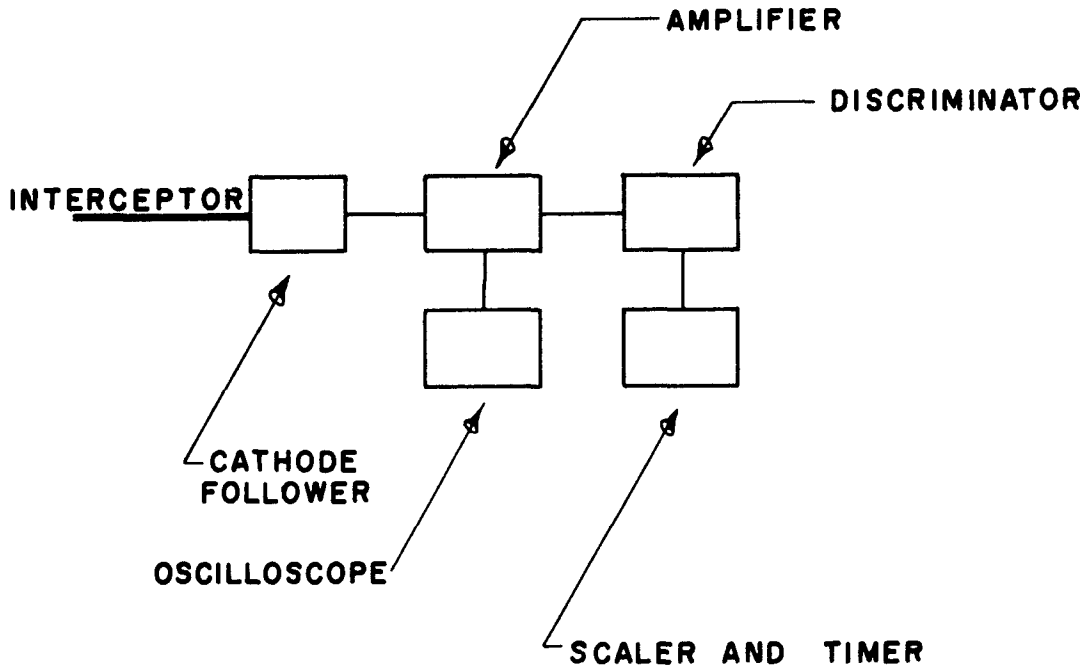 AMPLIFIER
DISCRIMINATOR
INTERCEPTOR
CATHODE
FOLLOWER
OSCILLOSCOPE
SCALER AND TIMER